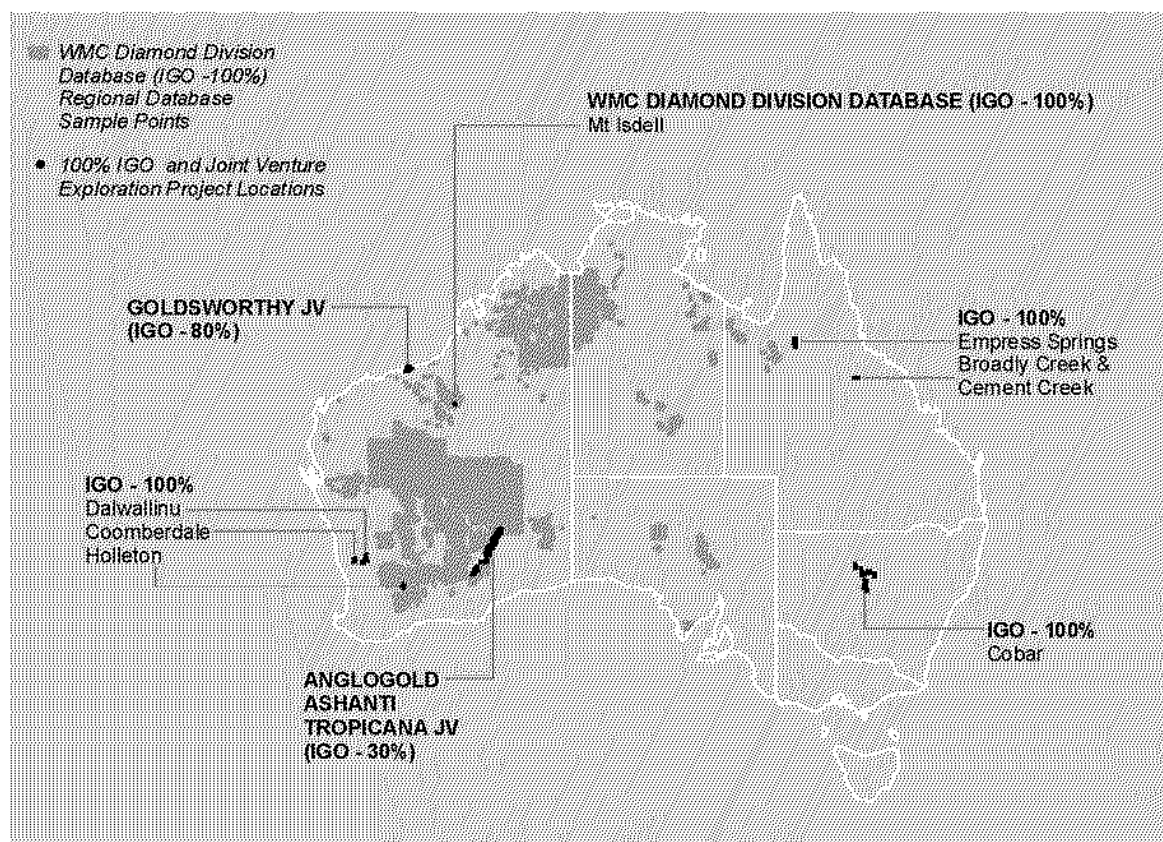 WMC Diamond Division
Database (IGO -100%)
Regional Database
Sample Points
100% IGO and Joint Venture
Exploration Project Locations
WMC DIAMOND DIVISION DATABASE (IGO - 100%)
Mt Isdell
GOLDSWORTHY JV
(IGO - 80%)
IGO - 100%
Empress Springs
Broadly Creek &
Cement Creek
IGO - 100%
Dalwallinu
Coomberdale
Holleton
IGO - 100%
Cobar
ANGLOGOLD
ASHANTI
TROPICANA JV
(IGO - 30%)